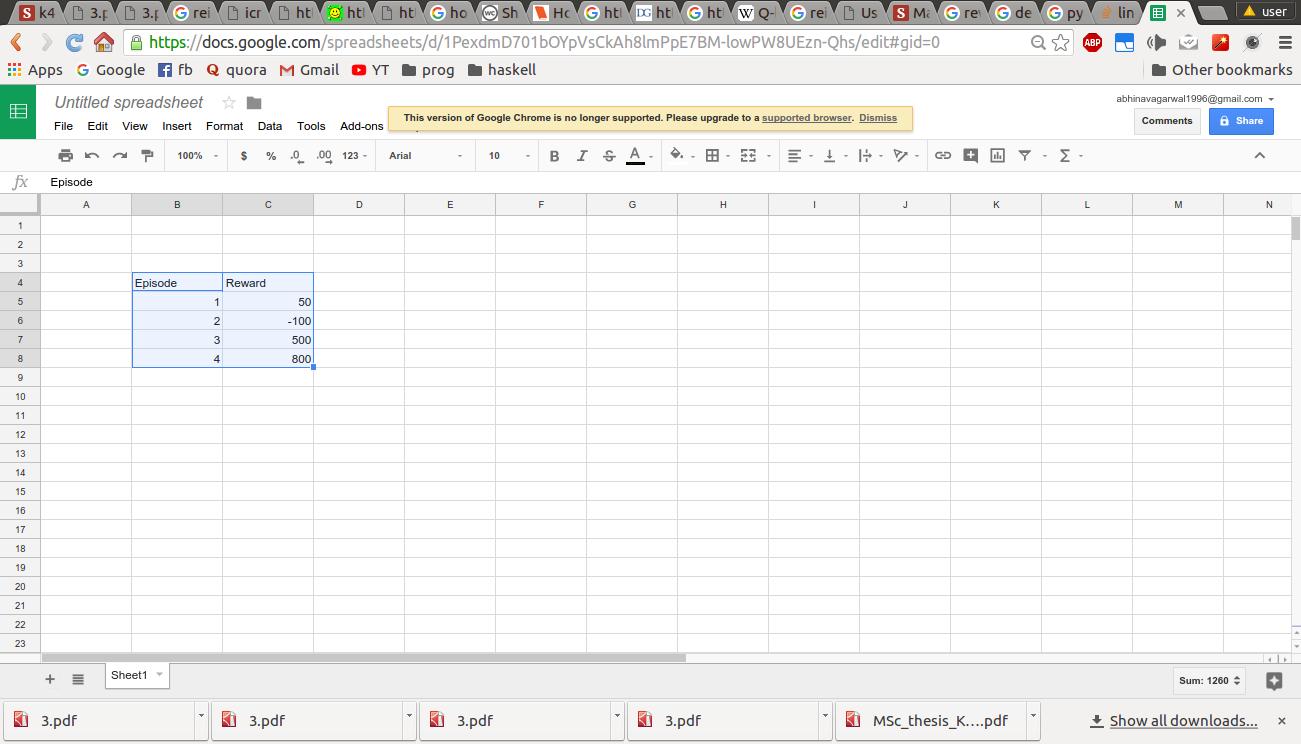 k4 3.p 3.p rei icr ht ht ht ho Sh Ho htl htl htl Q- rei Us Ma re de py lin user
https://docs.google.com/spreadsheets/d/1PexdmD701bOYpVsCkAh8lmPpE7BM-lowPW8UEzn-Qhs/edit#gid=0 ABP
Apps Google fb quora Gmail YT prog haskell Other bookmarks
Untitled spreadsheet
abhinavagarwal1996@gmail.com
This version of Google Chrome is no longer supported. Please upgrade to a supported browser. Dismiss
File Edit View Insert Format Data Tools Add-ons
Comments Share
100% $ % .0 .00 123 Arial 10 B I S A Σ
fx Episode
A B C D E F G H I J K L M N
1
2
3
4 Episode Reward
5 1 50
6 2 -100
7 3 500
8 4 800
9
10
11
12
13
14
15
16
17
18
19
20
21
22
23
+ Sheet1 Sum: 1260
3.pdf 3.pdf 3.pdf 3.pdf MSc_thesis_K....pdf Show all downloads...